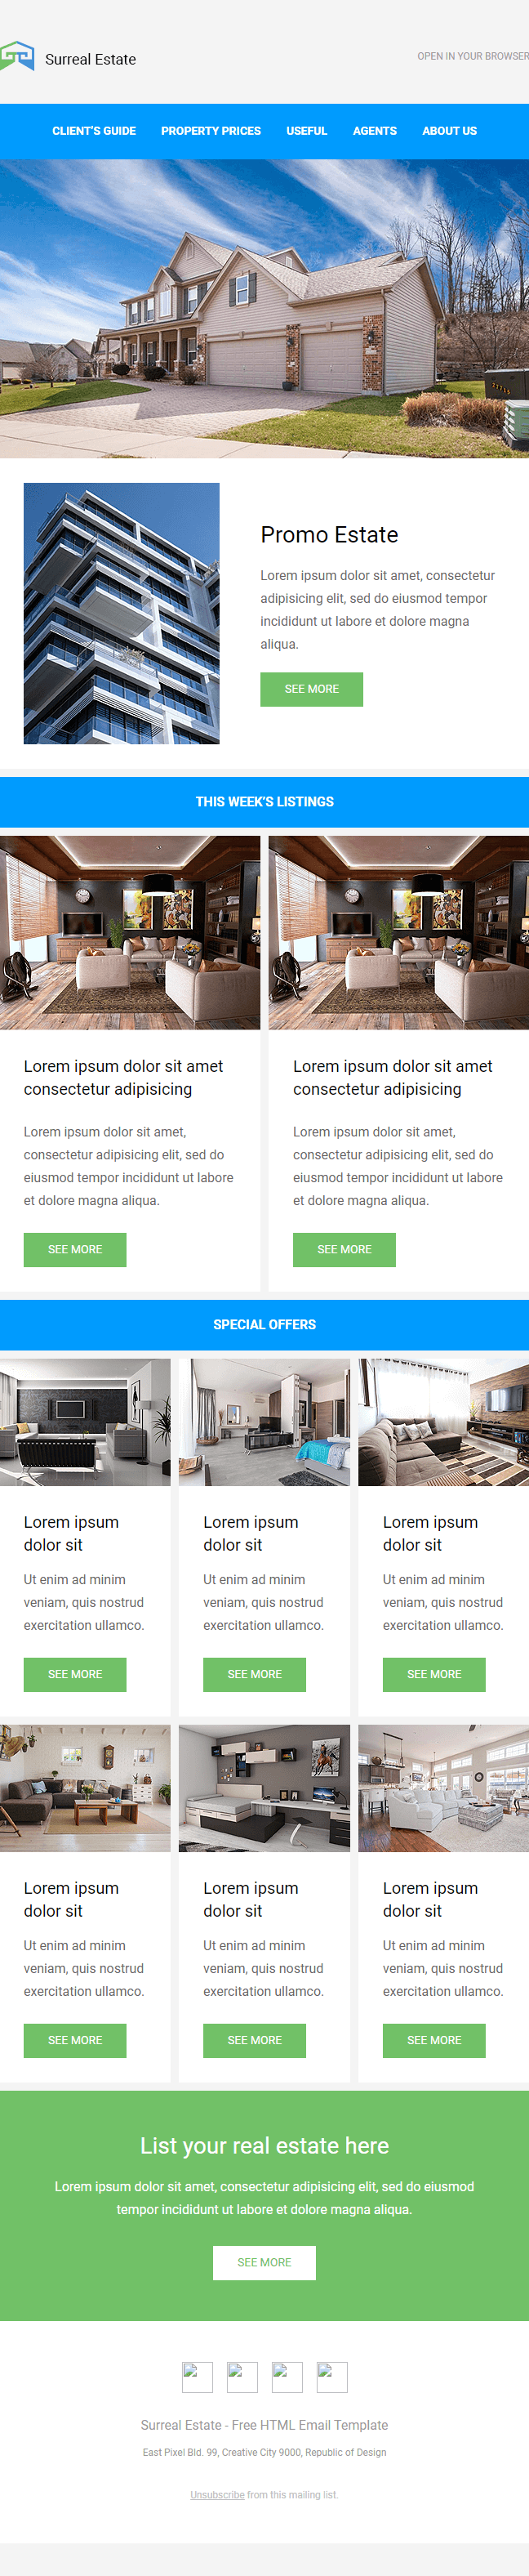 Surreal Estate
OPEN IN YOUR BROWSER
CLIENT'S GUIDE PROPERTY PRICES USEFUL AGENTS ABOUT US
Promo Estate
Lorem ipsum dolor sit amet, consectetur
adipisicing elit, sed do eiusmod tempor
incididunt ut labore et dolore magna
aliqua.
SEE MORE
THIS WEEK'S LISTINGS
Lorem ipsum dolor sit amet
consectetur adipisicing
Lorem ipsum dolor sit amet,
consectetur adipisicing elit, sed do
eiusmod tempor incididunt ut labore
et dolore magna aliqua.
SEE MORE
Lorem ipsum dolor sit amet
consectetur adipisicing
Lorem ipsum dolor sit amet,
consectetur adipisicing elit, sed do
eiusmod tempor incididunt ut labore
et dolore magna aliqua.
SEE MORE
SPECIAL OFFERS
Lorem ipsum
dolor sit
Ut enim ad minim
veniam, quis nostrud
exercitation ullamco.
SEE MORE
Lorem ipsum
dolor sit
Ut enim ad minim
veniam, quis nostrud
exercitation ullamco.
SEE MORE
Lorem ipsum
dolor sit
Ut enim ad minim
veniam, quis nostrud
exercitation ullamco.
SEE MORE
Lorem ipsum
dolor sit
Ut enim ad minim
veniam, quis nostrud
exercitation ullamco.
SEE MORE
Lorem ipsum
dolor sit
Ut enim ad minim
veniam, quis nostrud
exercitation ullamco.
SEE MORE
Lorem ipsum
dolor sit
Ut enim ad minim
veniam, quis nostrud
exercitation ullamco.
SEE MORE
List your real estate here
Lorem ipsum dolor sit amet, consectetur adipisicing elit, sed do eiusmod
tempor incididunt ut labore et dolore magna aliqua.
SEE MORE
Surreal Estate - Free HTML Email Template
East Pixel Bld. 99, Creative City 9000, Republic of Design
Unsubscribe from this mailing list.